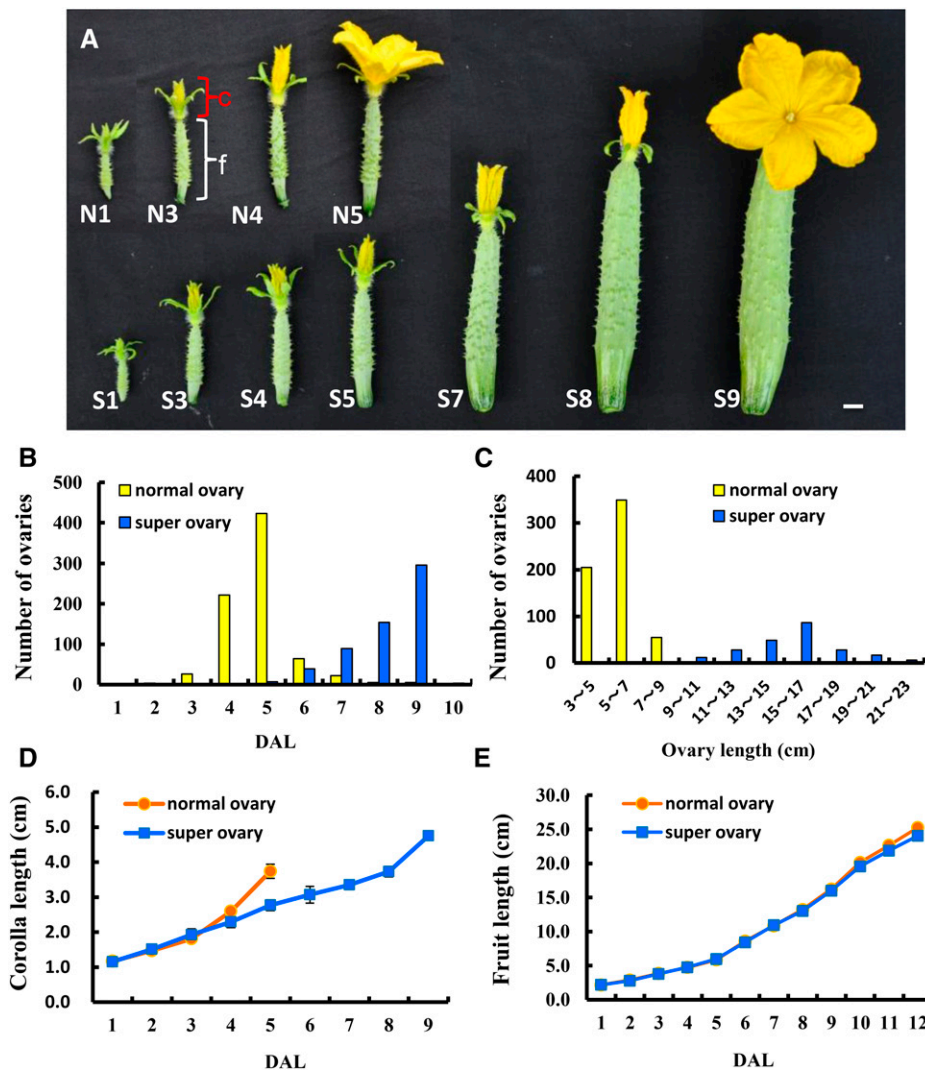 A
c
f
N1 N3 N4 N5
S1 S3 S4 S5 S7 S8 S9
B
Number of ovaries
500
400
300
200
100
0
normal ovary
super ovary
1 2 3 4 5 6 7 8 9 10
DAL
C
Number of ovaries
400
300
200
100
0
normal ovary
super ovary
3~5 5~7 7~9 9~11 11~13 13~15 15~17 17~19 19~21 21~23
Ovary length (cm)
D
Corolla length (cm)
6.0
5.0
4.0
3.0
2.0
1.0
0.0
normal ovary
super ovary
1 2 3 4 5 6 7 8 9
DAL
E
Fruit length (cm)
30.0
25.0
20.0
15.0
10.0
5.0
0.0
normal ovary
super ovary
1 2 3 4 5 6 7 8 9 10 11 12
DAL